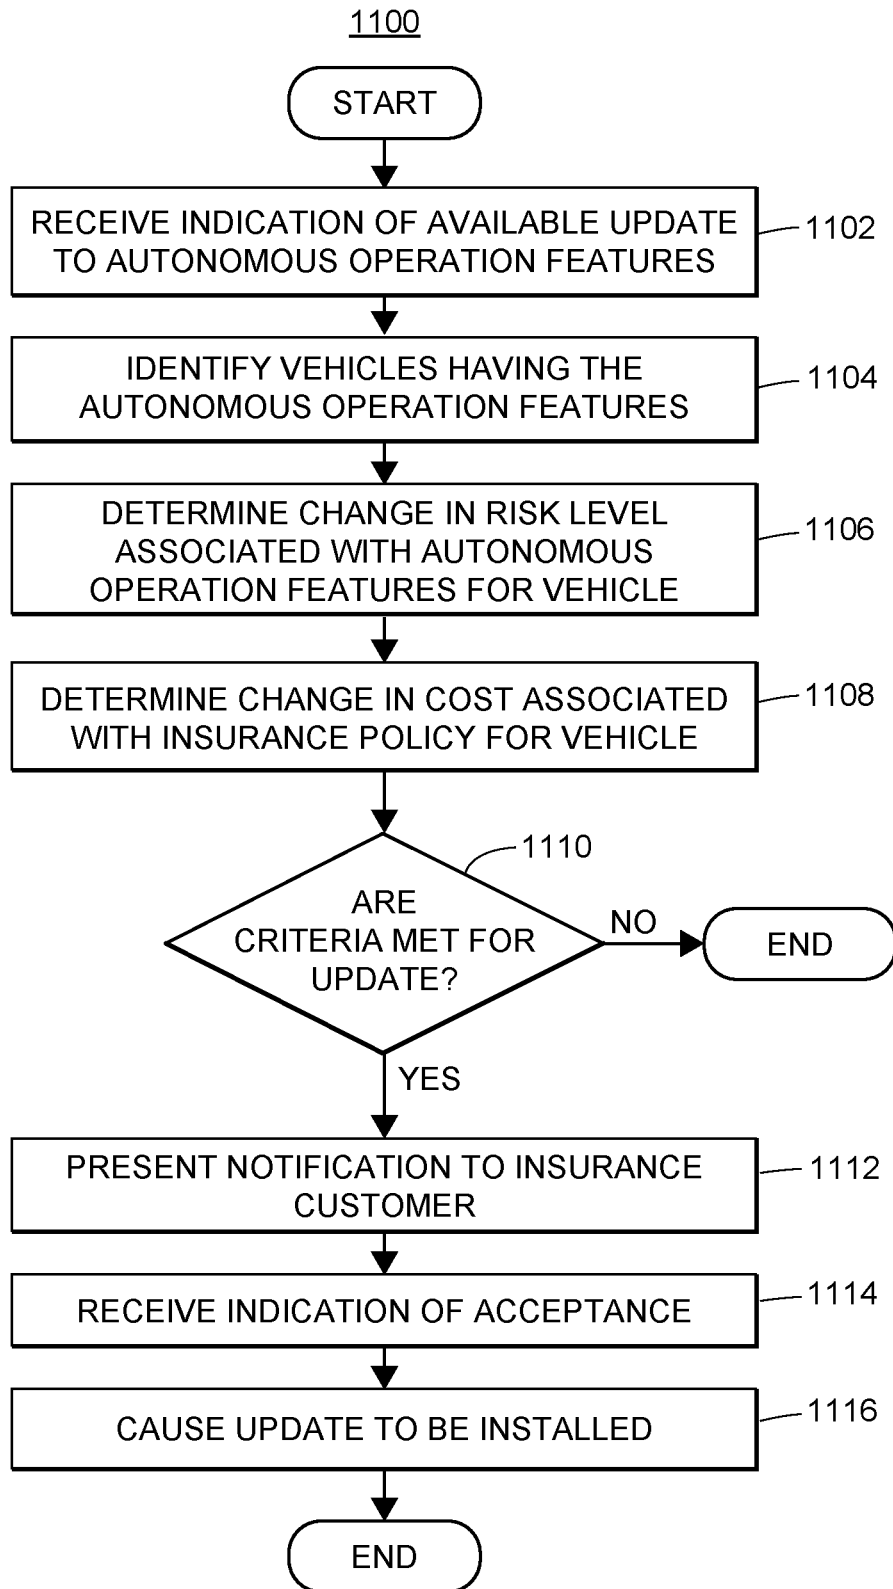 1100
START
RECEIVE INDICATION OF AVAILABLE UPDATE
TO AUTONOMOUS OPERATION FEATURES
1102
IDENTIFY VEHICLES HAVING THE
AUTONOMOUS OPERATION FEATURES
1104
DETERMINE CHANGE IN RISK LEVEL
ASSOCIATED WITH AUTONOMOUS
OPERATION FEATURES FOR VEHICLE
1106
DETERMINE CHANGE IN COST ASSOCIATED
WITH INSURANCE POLICY FOR VEHICLE
1108
1110
ARE
CRITERIA MET FOR
UPDATE?
NO
END
YES
PRESENT NOTIFICATION TO INSURANCE
CUSTOMER
1112
RECEIVE INDICATION OF ACCEPTANCE
1114
CAUSE UPDATE TO BE INSTALLED
1116
END